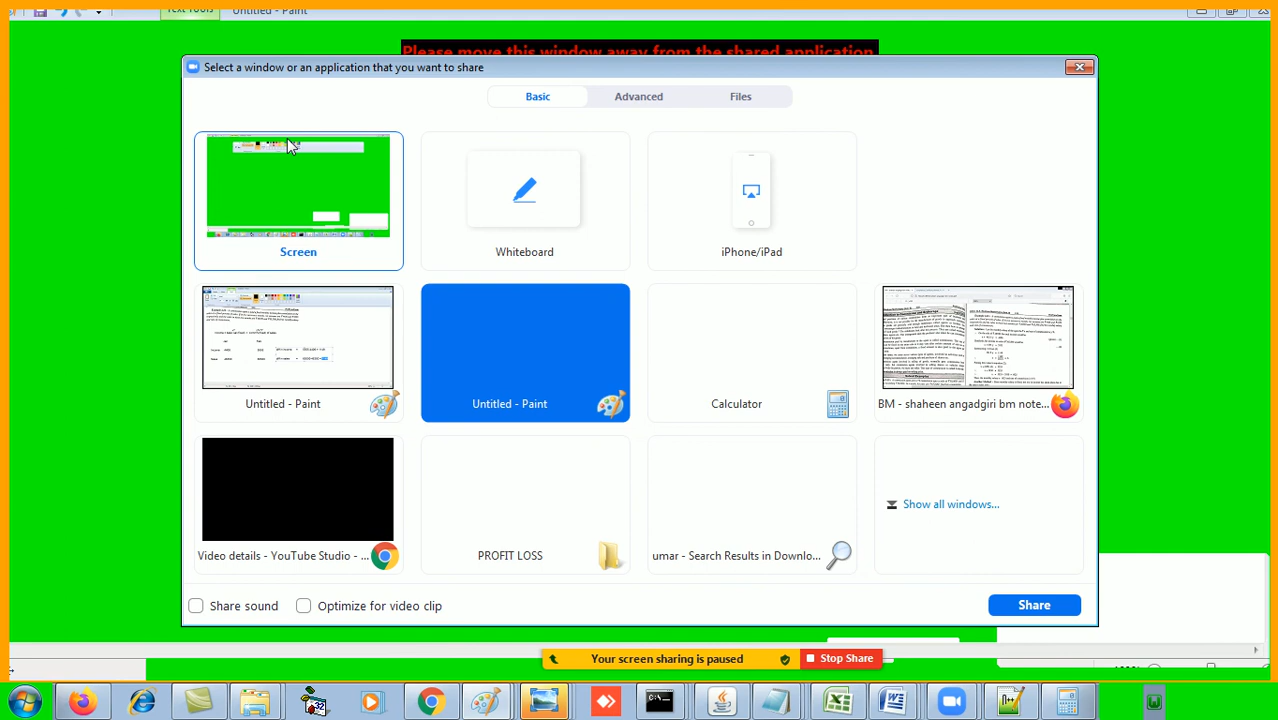 TEXT TOOLS
Untitled - Paint
Please move this window away from the shared application
Select a window or an application that you want to share
Basic
Advanced
Files
Screen
Whiteboard
iPhone/iPad
Untitled - Paint
Untitled - Paint
Calculator
BM - shaheen angadgiri bm note...
Video details - YouTube Studio - ...
PROFIT LOSS
umar - Search Results in Downlo...
Show all windows...
Share sound
Optimize for video clip
Share
Your screen sharing is paused
Stop Share